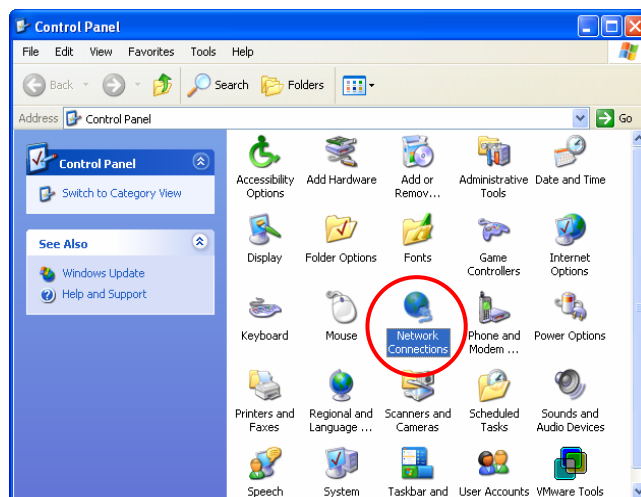 Control Panel
File Edit View Favorites Tools Help
Back Search Folders
Address Control Panel Go
Control Panel
Switch to Category View
See Also
Windows Update
Help and Support
Accessibility Options
Add Hardware
Add or Remov...
Administrative Tools
Date and Time
Display
Folder Options
Fonts
Game Controllers
Internet Options
Keyboard
Mouse
Network Connections
Phone and Modem ...
Power Options
Printers and Faxes
Regional and Language ...
Scanners and Cameras
Scheduled Tasks
Sounds and Audio Devices
Speech
System
Taskbar and
User Accounts
VMware Tools